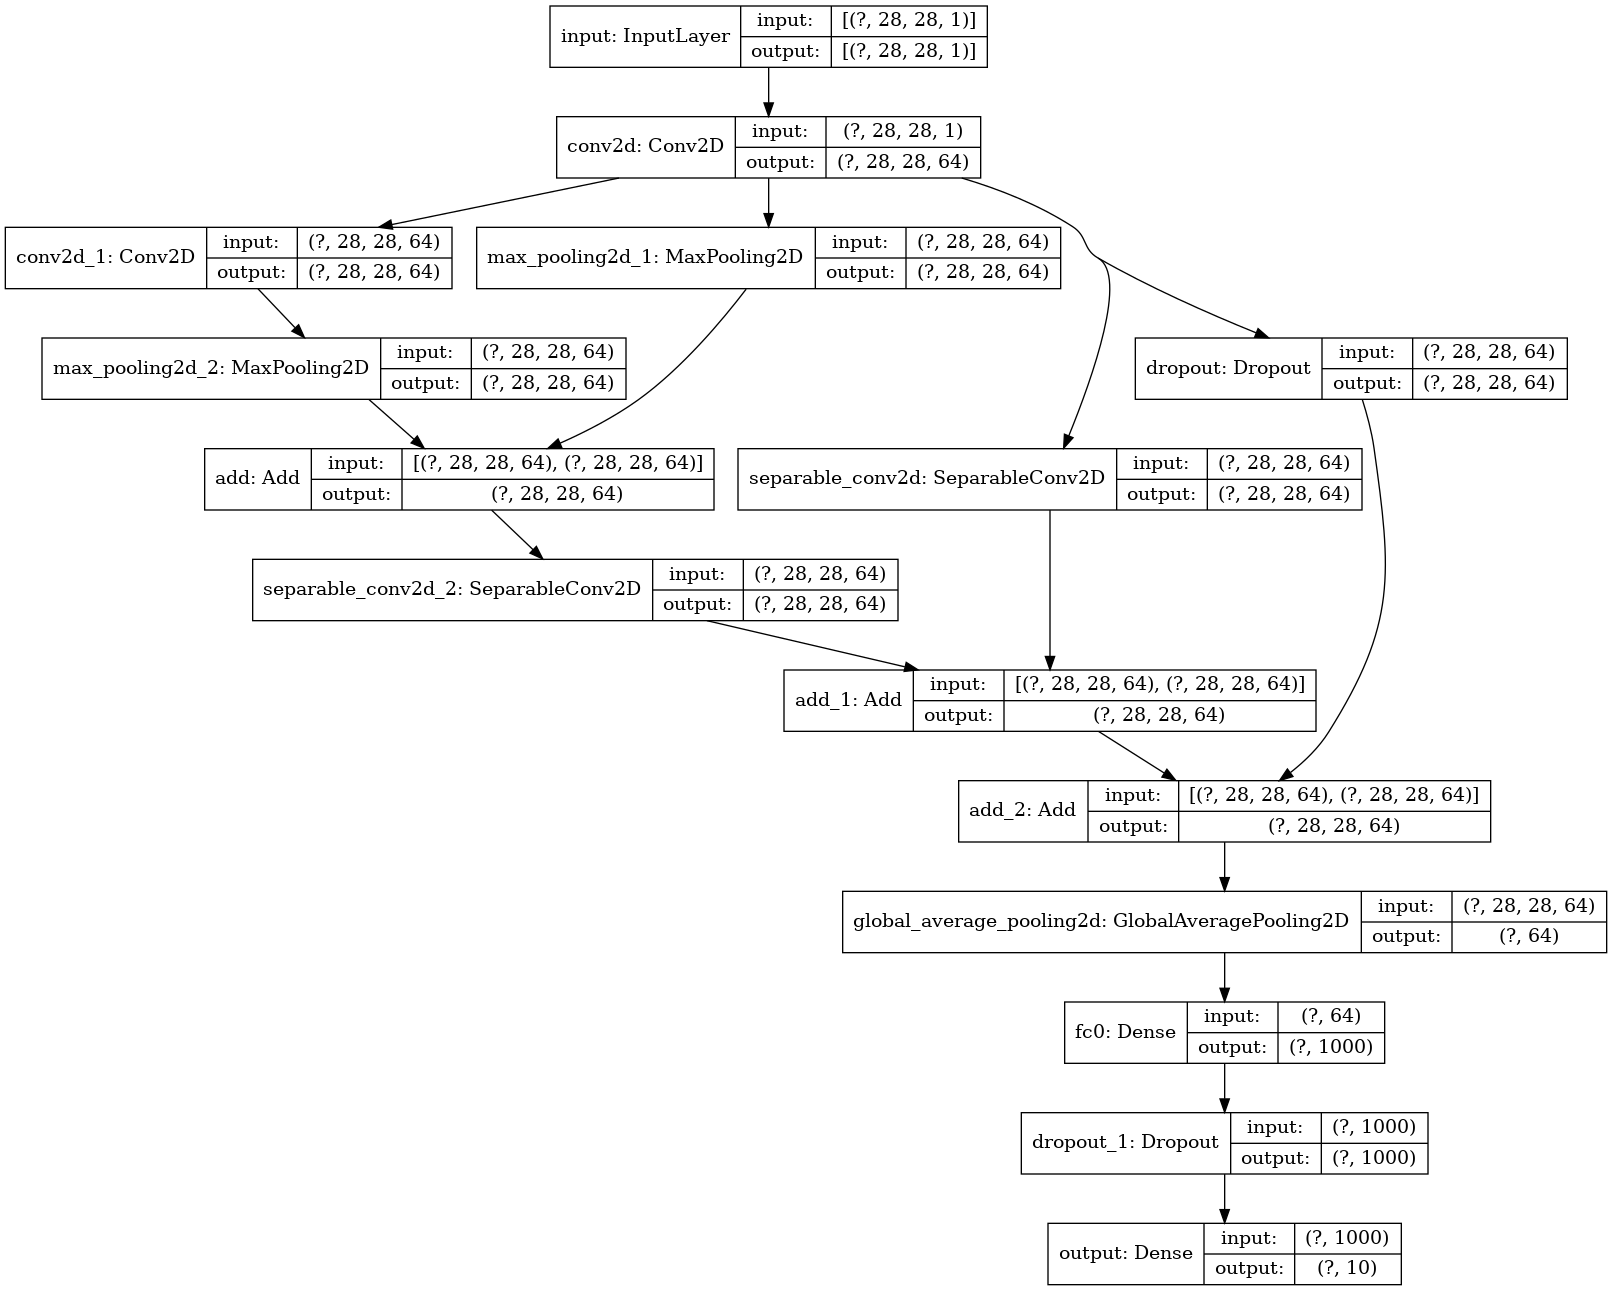 input: InputLayer
input:
[(?, 28, 28, 1)]
output:
[(?, 28, 28, 1)]
conv2d: Conv2D
input:
(?, 28, 28, 1)
output:
(?, 28, 28, 64)
conv2d_1: Conv2D
input:
(?, 28, 28, 64)
output:
(?, 28, 28, 64)
max_pooling2d_1: MaxPooling2D
input:
(?, 28, 28, 64)
output:
(?, 28, 28, 64)
max_pooling2d_2: MaxPooling2D
input:
(?, 28, 28, 64)
output:
(?, 28, 28, 64)
dropout: Dropout
input:
(?, 28, 28, 64)
output:
(?, 28, 28, 64)
add: Add
input:
[(?, 28, 28, 64), (?, 28, 28, 64)]
output:
(?, 28, 28, 64)
separable_conv2d: SeparableConv2D
input:
(?, 28, 28, 64)
output:
(?, 28, 28, 64)
separable_conv2d_2: SeparableConv2D
input:
(?, 28, 28, 64)
output:
(?, 28, 28, 64)
add_1: Add
input:
[(?, 28, 28, 64), (?, 28, 28, 64)]
output:
(?, 28, 28, 64)
add_2: Add
input:
[(?, 28, 28, 64), (?, 28, 28, 64)]
output:
(?, 28, 28, 64)
global_average_pooling2d: GlobalAveragePooling2D
input:
(?, 28, 28, 64)
output:
(?, 64)
fc0: Dense
input:
(?, 64)
output:
(?, 1000)
dropout_1: Dropout
input:
(?, 1000)
output:
(?, 1000)
output: Dense
input:
(?, 1000)
output:
(?, 10)